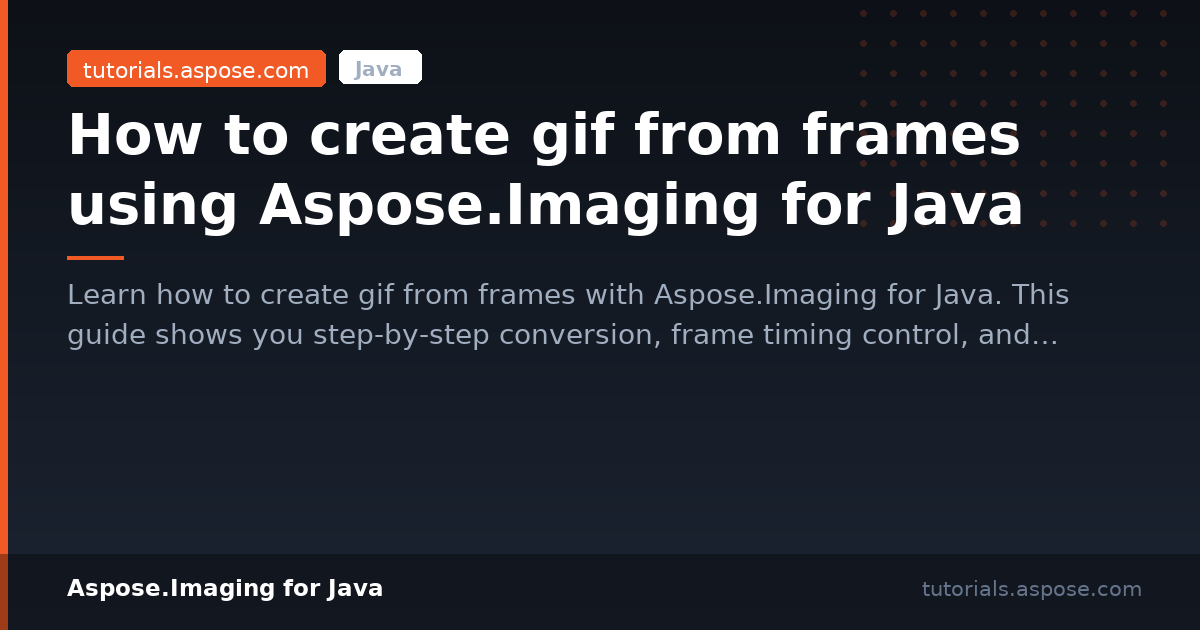 tutorials.aspose.com
Java
How to create gif from frames
using Aspose.Imaging for Java
Learn how to create gif from frames with Aspose.Imaging for Java. This
guide shows you step-by-step conversion, frame timing control, and...
Aspose.Imaging for Java
tutorials.aspose.com